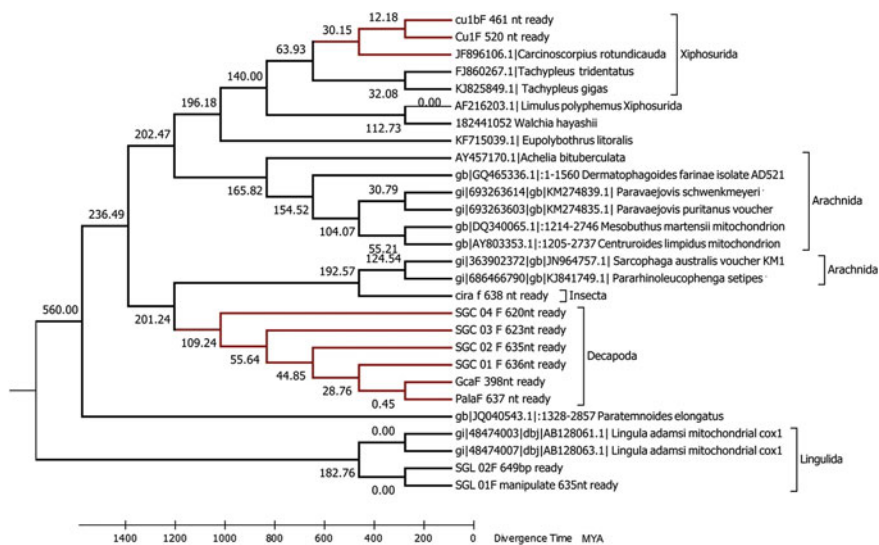 12.18
cu1bF 461 nt ready
30.15
Cu1F 520 nt ready
63.93
JF896106.1|Carcinoscorpius rotundicauda
Xiphosurida
FJ860267.1|Tachypleus tridentatus
140.00
32.08
KJ825849.1| Tachypleus gigas
196.18
0.00
AF216203.1| Limulus polyphemus Xiphosurida
112.73
182441052 Walchia hayashii
202.47
KF715039.1| Eupolybothrus litoralis
AY457170.1|Achelia bituberculata
165.82
gb|GQ465336.1|:1-1560 Dermatophagoides farinae isolate AD521
154.52
30.79
gi|693263614|gb|KM274839.1| Paravaejovis schwenkmeyeri
Arachnida
236.49
gi|693263603|gb|KM274835.1| Paravaejovis puritanus voucher
104.07
gb|DQ340065.1|:1214-2746 Mesobuthus martensii mitochondrion
55.21
gb|AY803353.1|:1205-2737 Centruroides limpidus mitochondrion
124.54
gi|363902372|gb|JN964757.1| Sarcophaga australis voucher KM1
192.57
Arachnida
gi|686466790|gb|KJ841749.1| Pararhinoleucophenga setipes
cira f 638 nt ready
Insecta
560.00
201.24
SGC 04 F 620nt ready
109.24
SGC 03 F 623nt ready
55.64
SGC 02 F 635nt ready
Decapoda
44.85
SGC 01 F 636nt ready
28.76
GcaF 398nt ready
0.45
PalaF 637 nt ready
gb|JQ040543.1|:1328-2857 Paratemnoides elongatus
0.00
gi|48474003|dbj|AB128061.1| Lingula adamsi mitochondrial cox1
gi|48474007|dbj|AB128063.1| Lingula adamsi mitochondrial cox1
Lingulida
182.76
SGL 02F 649bp ready
0.00
SGL 01F manipulate 635nt ready
1400 1200 1000 800 600 400 200 0 Divergence Time MYA